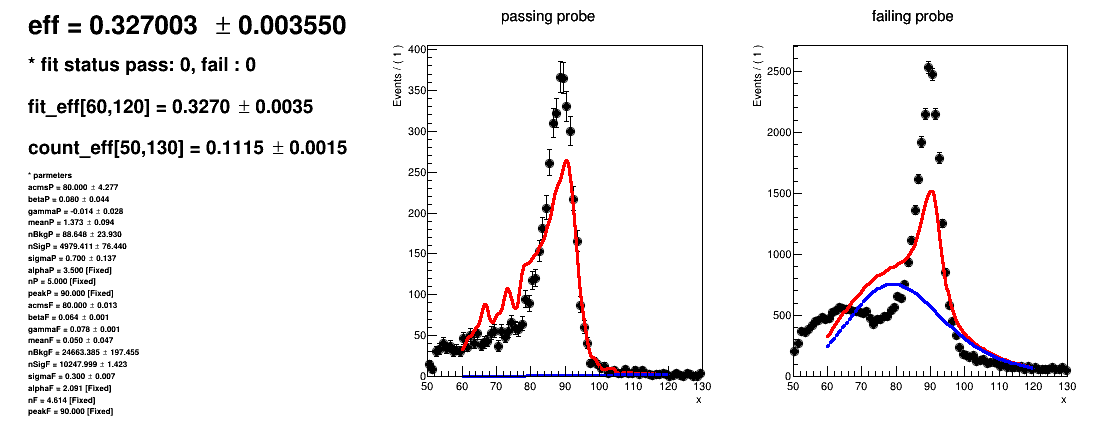 eff = 0.327003 ± 0.003550
* fit status pass: 0, fail : 0
fit_eff[60,120] = 0.3270 ± 0.0035
count_eff[50,130] = 0.1115 ± 0.0015
* parmeters
acmsP = 80.000 ± 4.277
betaP = 0.080 ± 0.044
gammaP = -0.014 ± 0.028
meanP = 1.373 ± 0.094
nBkgP = 88.648 ± 23.930
nSigP = 4979.411 ± 76.440
sigmaP = 0.700 ± 0.137
alphaP = 3.500 [Fixed]
nP = 5.000 [Fixed]
peakP = 90.000 [Fixed]
acmsF = 80.000 ± 0.013
betaF = 0.064 ± 0.001
gammaF = 0.078 ± 0.001
meanF = 0.050 ± 0.047
nBkgF = 24663.385 ± 197.455
nSigF = 10247.999 ± 1.423
sigmaF = 0.300 ± 0.007
alphaF = 2.091 [Fixed]
nF = 4.614 [Fixed]
peakF = 90.000 [Fixed]
passing probe
Events / ( 1 )
400
350
300
250
200
150
100
50
0
50 60 70 80 90 100 110 120 130
x
failing probe
Events / ( 1 )
2500
2000
1500
1000
500
0
50 60 70 80 90 100 110 120 130
x